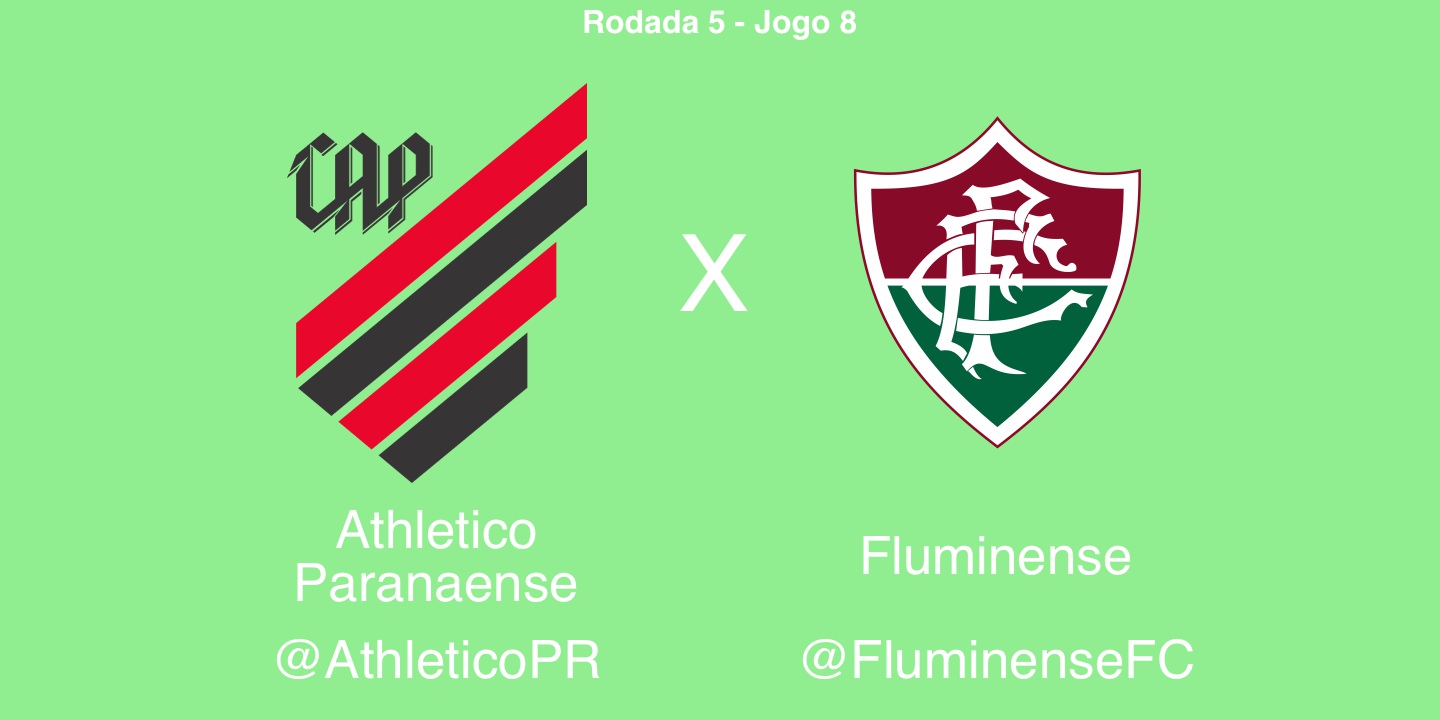 Rodada 5 - Jogo 8
CAP
X
Athletico
Paranaense
Fluminense
@AthleticoPR
@FluminenseFC